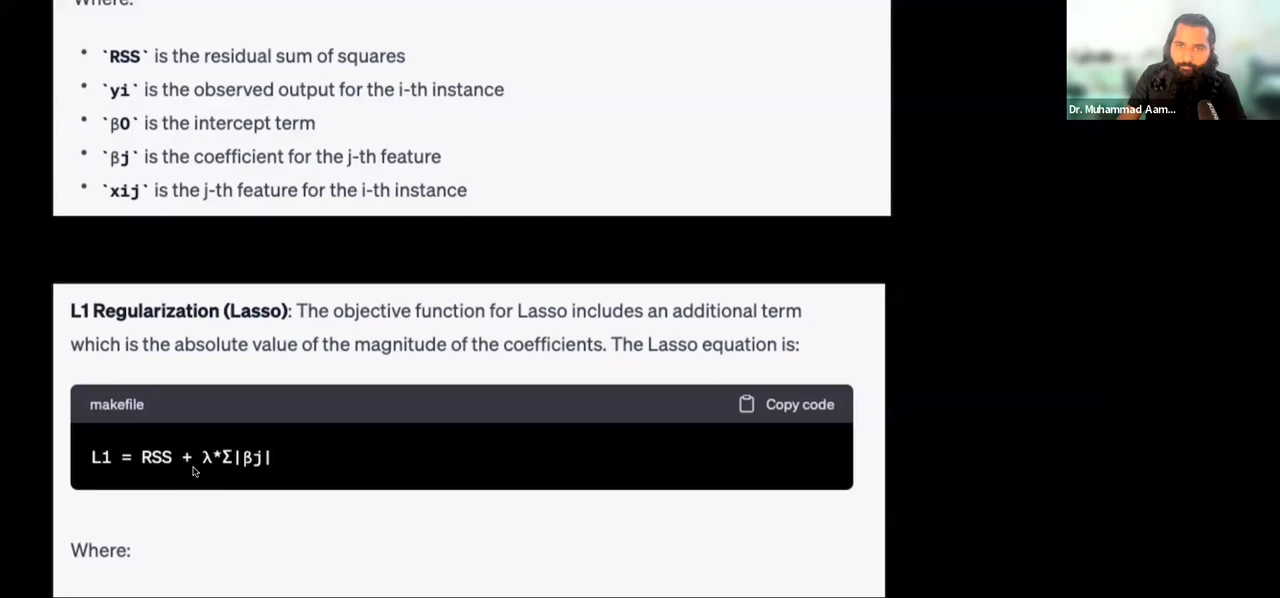 Where:
• `RSS` is the residual sum of squares
• `yi` is the observed output for the i-th instance
• `β0` is the intercept term
• `βj` is the coefficient for the j-th feature
• `xij` is the j-th feature for the i-th instance
Dr. Muhammad Aam...
L1 Regularization (Lasso): The objective function for Lasso includes an additional term
which is the absolute value of the magnitude of the coefficients. The Lasso equation is:
makefile Copy code
L1 = RSS + λ*Σ|βj|
Where: